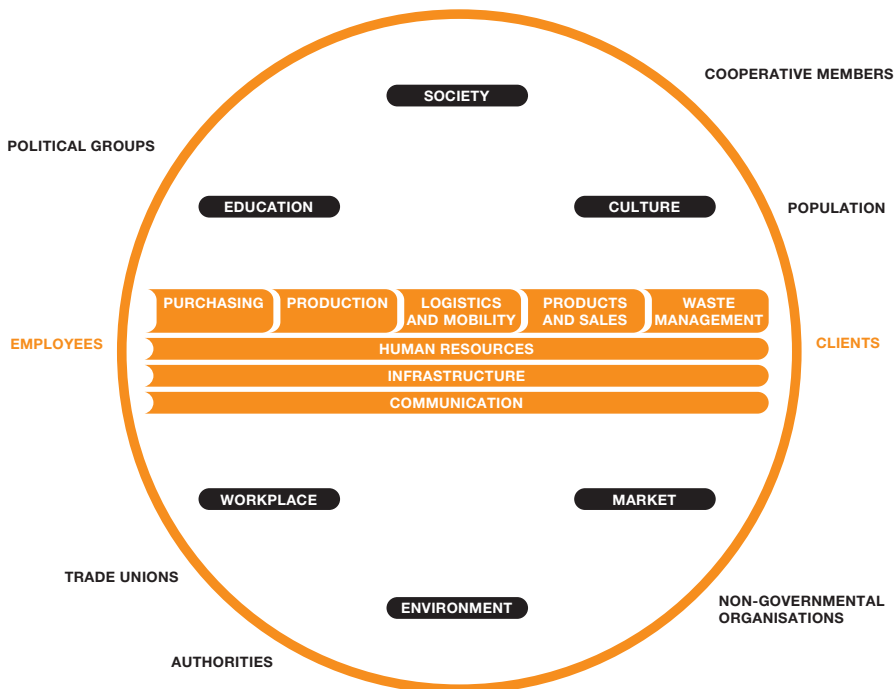 COOPERATIVE MEMBERS
SOCIETY
POLITICAL GROUPS
EDUCATION
CULTURE
POPULATION
PURCHASING
PRODUCTION
LOGISTICS
AND MOBILITY
PRODUCTS
AND SALES
WASTE
MANAGEMENT
EMPLOYEES
HUMAN RESOURCES
CLIENTS
INFRASTRUCTURE
COMMUNICATION
WORKPLACE
MARKET
TRADE UNIONS
ENVIRONMENT
NON-GOVERNMENTAL
ORGANISATIONS
AUTHORITIES